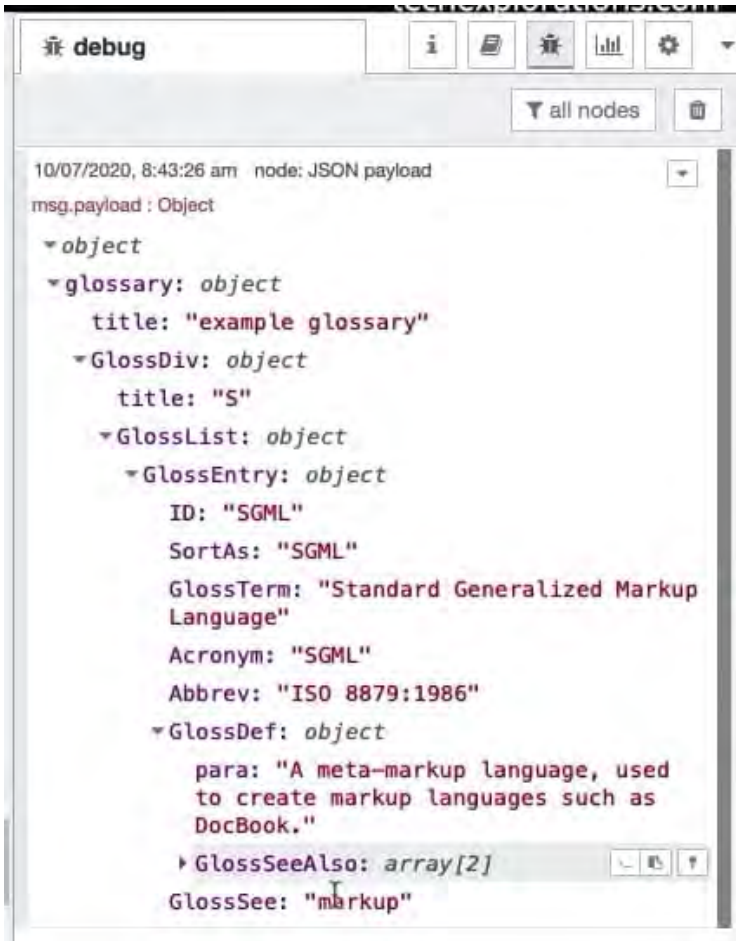 techexplorations.com
debug
all nodes
10/07/2020, 8:43:26 am node: JSON payload
msg.payload : Object
object
glossary: object
title: "example glossary"
GlossDiv: object
title: "S"
GlossList: object
GlossEntry: object
ID: "SGML"
SortAs: "SGML"
GlossTerm: "Standard Generalized Markup
Language"
Acronym: "SGML"
Abbrev: "ISO 8879:1986"
GlossDef: object
para: "A meta-markup language, used
to create markup languages such as
DocBook."
GlossSeeAlso: array[2]
GlossSee: "markup"